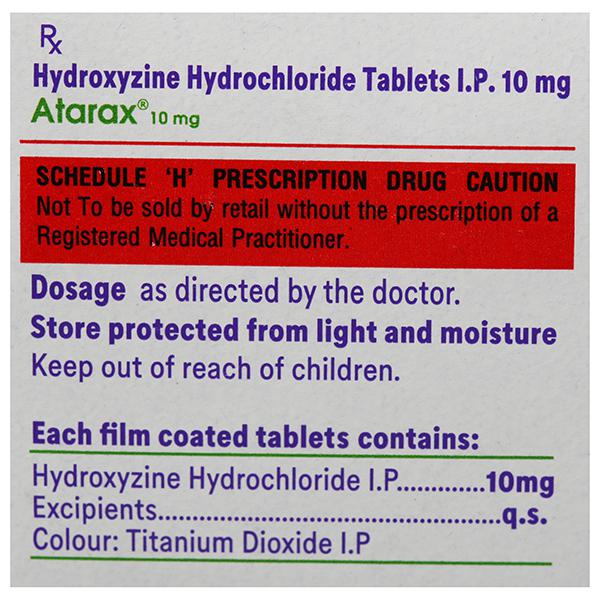 Rx
Hydroxyzine Hydrochloride Tablets I.P. 10 mg
Atarax® 10 mg
SCHEDULE 'H' PRESCRIPTION DRUG CAUTION
Not To be sold by retail without the prescription of a
Registered Medical Practitioner.
Dosage as directed by the doctor.
Store protected from light and moisture
Keep out of reach of children.
Each film coated tablets contains:
Hydroxyzine Hydrochloride I.P.............10mg
Excipients.................................................q.s.
Colour: Titanium Dioxide I.P